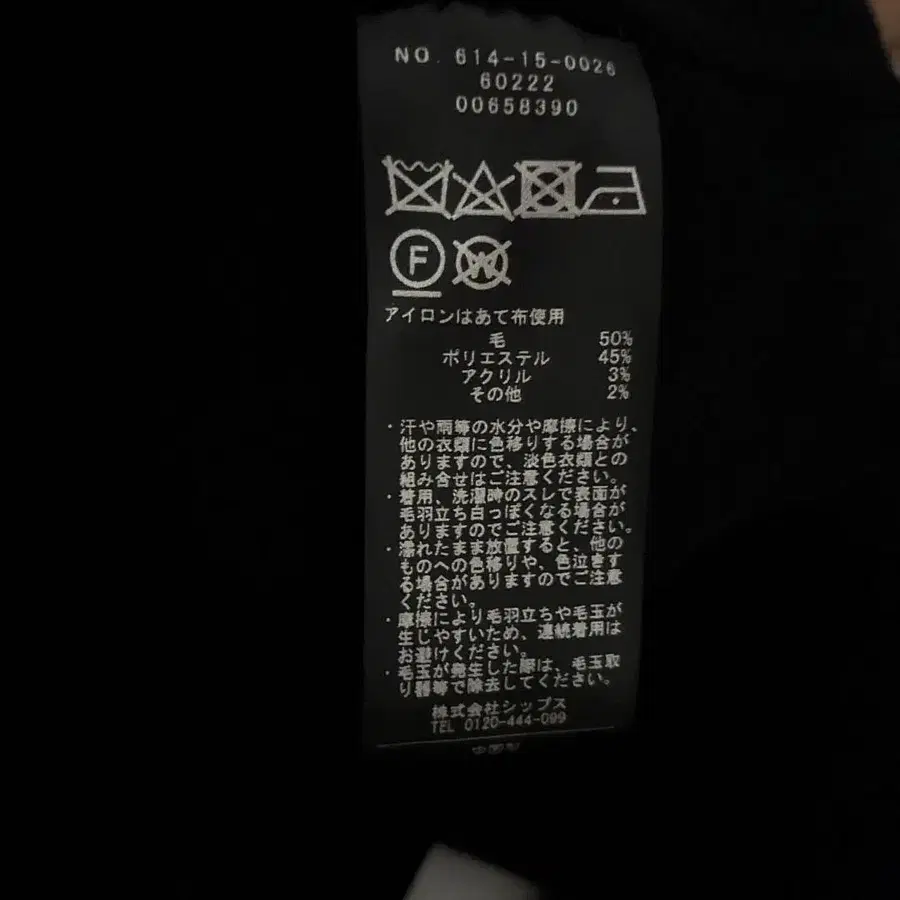 NO. 614-15-0026
60222
00658390
F
W
アイロンはあて布使用
毛 50%
ポリエステル 45%
アクリル 3%
その他 2%
・汗や雨等の水分や摩擦により、
他の衣類に色移りする場合が
ありますので、淡色衣類との
組み合せはご注意ください。
・着用、洗濯時のスレで表面が
毛羽立ち白っぽくなる場合が
ありますのでご注意ください。
・濡れたまま放置すると、他の
ものへの色移りや、色泣きす
る場合がありますのでご注意
ください。
・摩擦により毛羽立ちや毛玉が
生じやすいため、連続着用は
お避けください。
・毛玉が発生した際は、毛玉取
り器等で除去してください。
株式会社シップス
TEL 0120-444-099
中国製